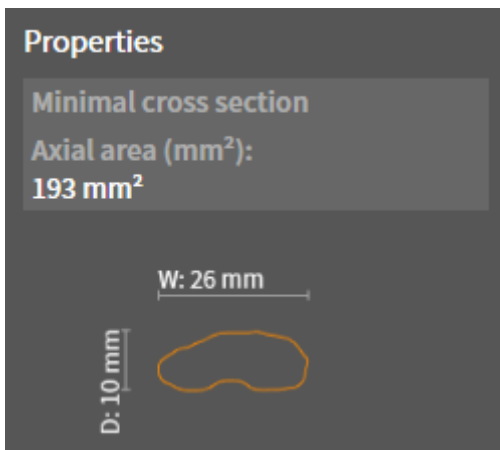 Properties
Minimal cross section
Axial area (mm²):
193 mm²
W: 26 mm
D: 10 mm